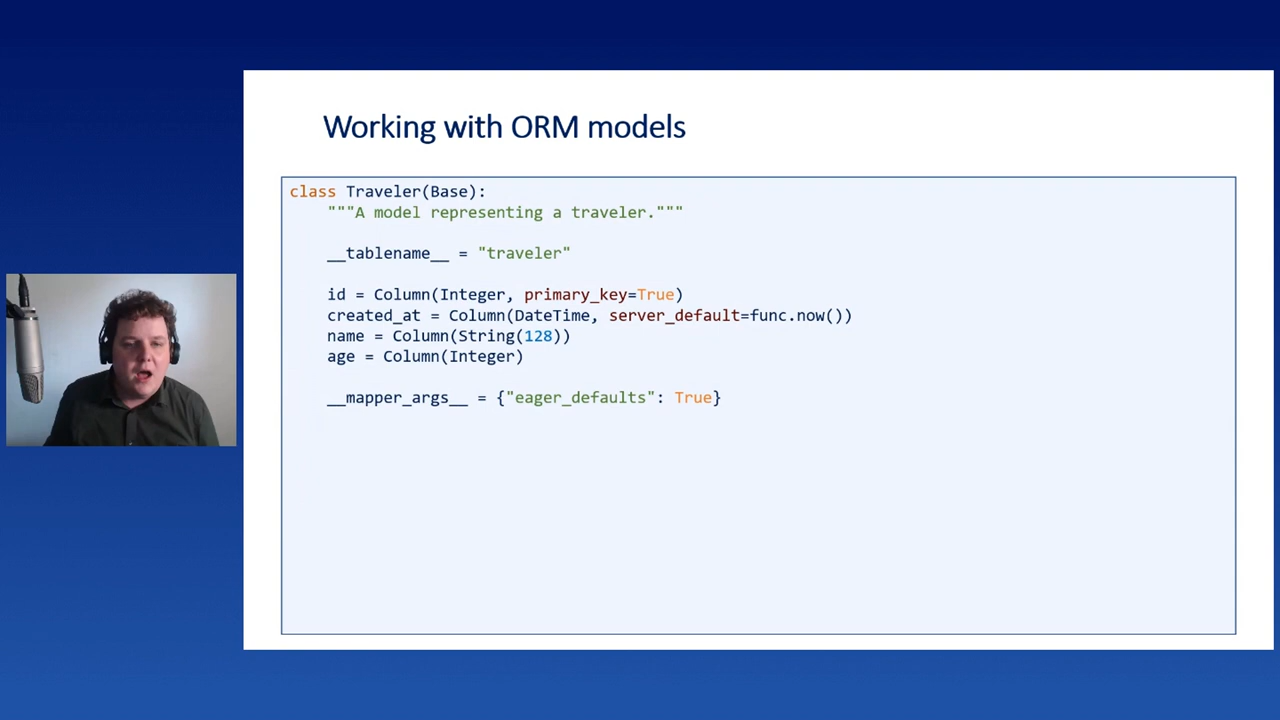 Working with ORM models
class Traveler(Base):
"""A model representing a traveler."""
__tablename__ = "traveler"
id = Column(Integer, primary_key=True)
created_at = Column(DateTime, server_default=func.now())
name = Column(String(128))
age = Column(Integer)
__mapper_args__ = {"eager_defaults": True}